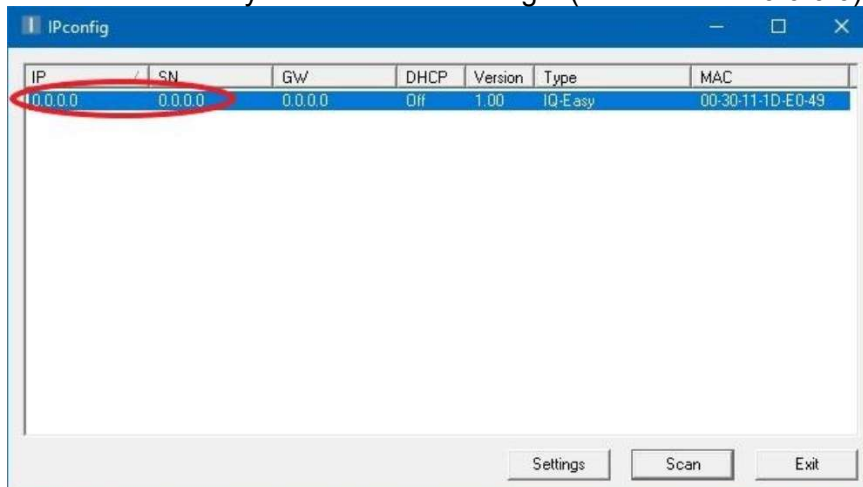 IPconfig
IP / SN GW DHCP Version Type MAC
0.0.0.0 0.0.0.0 0.0.0.0 Off 1.00 IQ-Easy 00-30-11-1D-E0-49
Settings Scan Exit